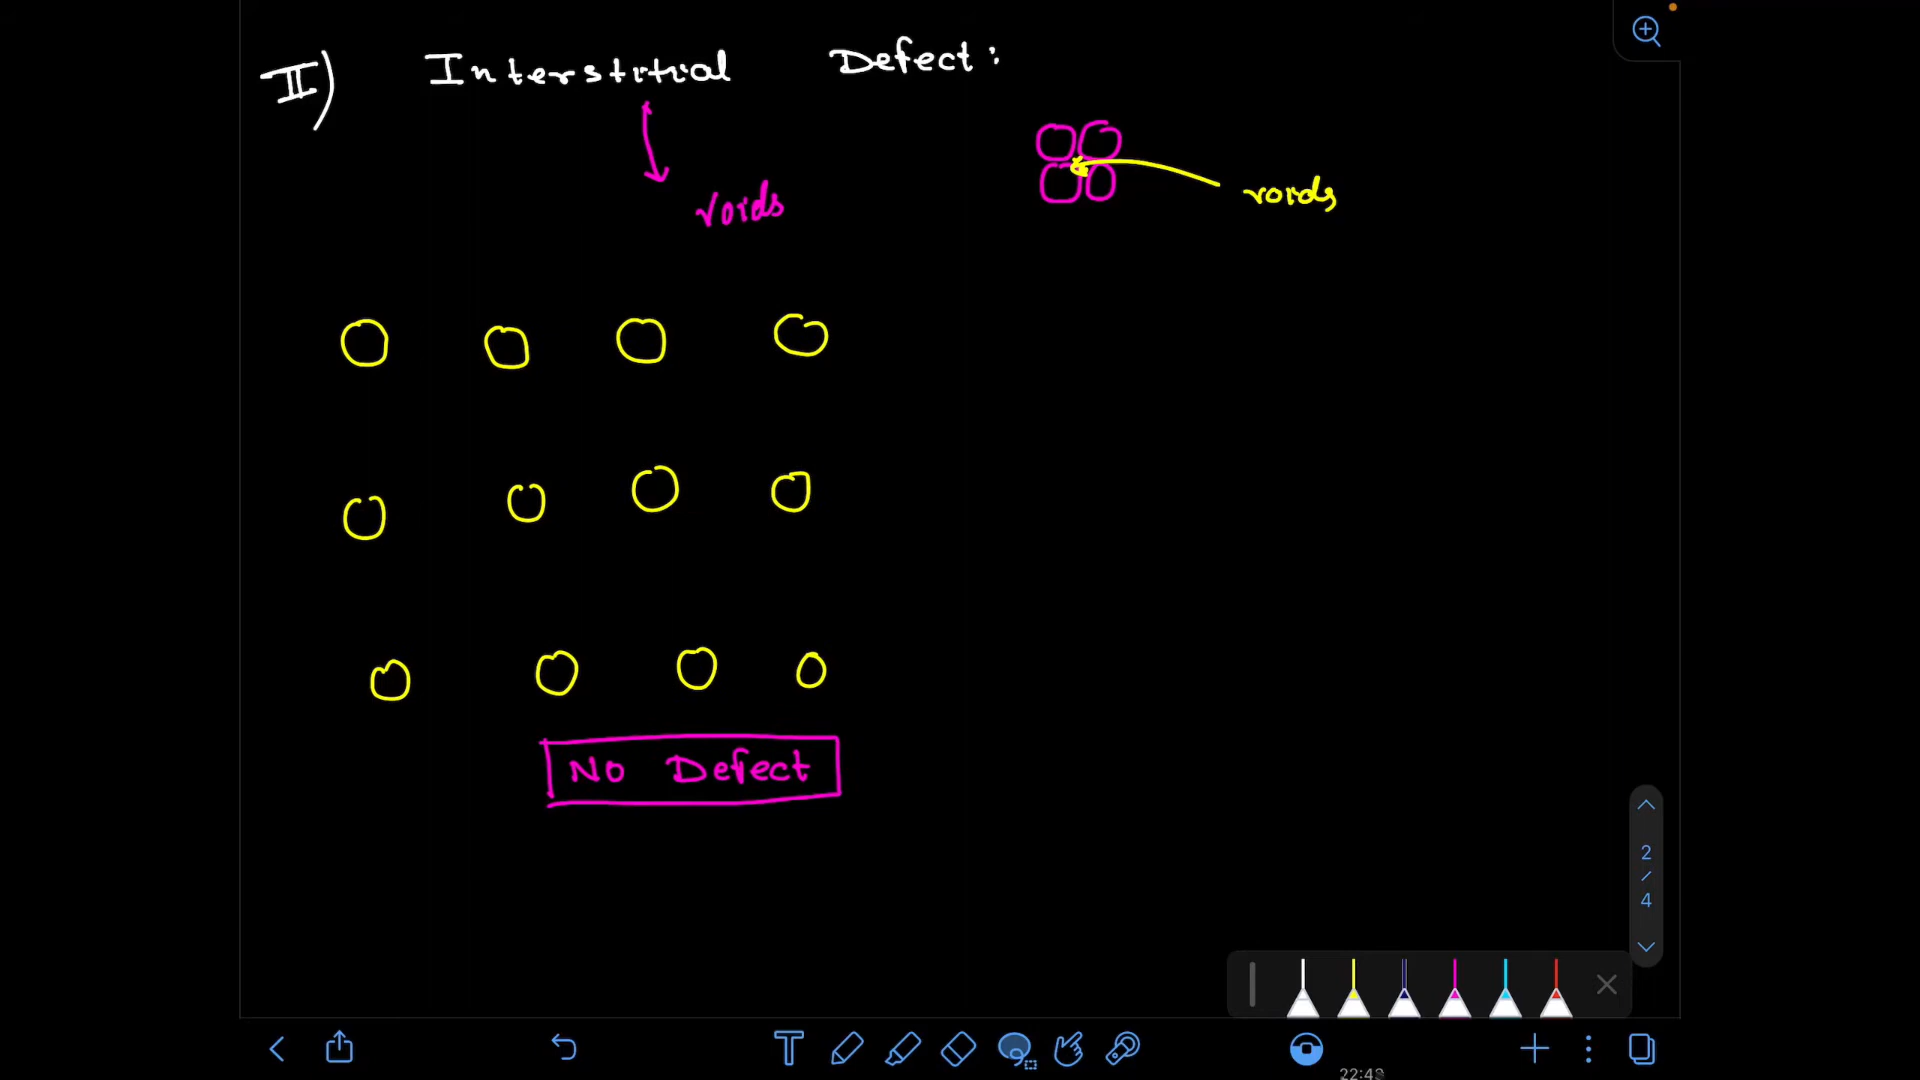 II) Interstitial Defect:
voids
voids
No Defect
2
/
4
22:43